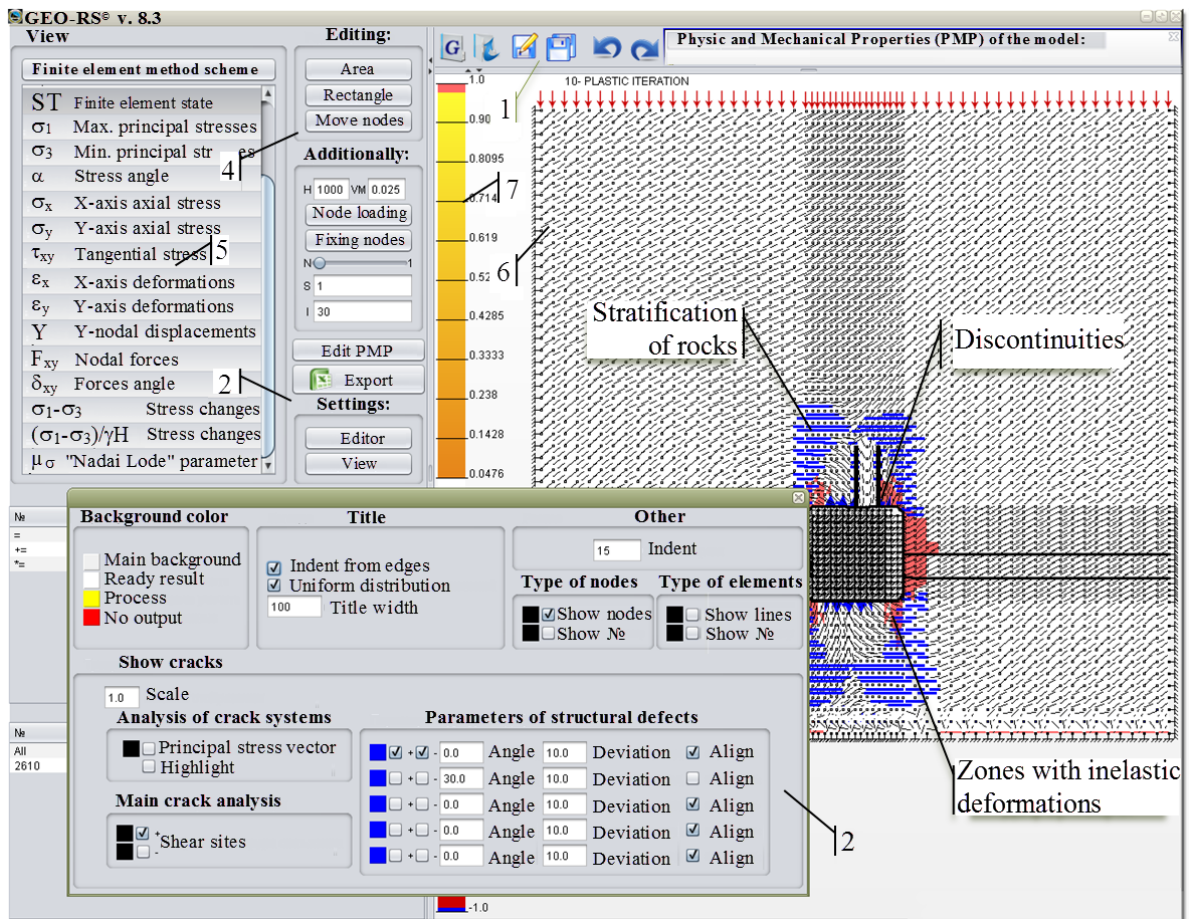 GEO-RS© v. 8.3
View
Finite element method scheme
ST Finite element state
σ1 Max. principal stresses
σ3 Min. principal str es
α Stress angle
σx X-axis axial stress
σy Y-axis axial stress
τxy Tangential stress
εx X-axis deformations
εy Y-axis deformations
Y Y-nodal displacements
Fxy Nodal forces
δxy Forces angle
σ1-σ3 Stress changes
(σ1-σ3)/γH Stress changes
μσ "Nadai Lode" parameter
4
5
2
Editing:
Area
Rectangle
Move nodes
Additionally:
H 1000 VM 0.025
Node loading
Fixing nodes
N 1
S 1
I 30
Edit PMP
Export
Settings:
Editor
View
G
Physic and Mechanical Properties (PMP) of the model:
10- PLASTIC ITERATION
1.0
0.90
0.8095
0.714
0.619
0.52
0.4285
0.3333
0.238
0.1428
0.0476
1
7
6
Stratification
of rocks
Discontinuities
Zones with inelastic
deformations
2
№
=
+=
*=
№
All
2610
Background color
Main background
Ready result
Process
No output
Title
Indent from edges
Uniform distribution
100 Title width
Other
15 Indent
Type of nodes
Show nodes
Show №
Type of elements
Show lines
Show №
Show cracks
1.0 Scale
Analysis of crack systems
Principal stress vector
Highlight
Main crack analysis
+
- Shear sites
Parameters of structural defects
+ - 0.0 Angle 10.0 Deviation Align
+ - 30.0 Angle 10.0 Deviation Align
+ - 0.0 Angle 10.0 Deviation Align
+ - 0.0 Angle 10.0 Deviation Align
+ - 0.0 Angle 10.0 Deviation Align
-1.0